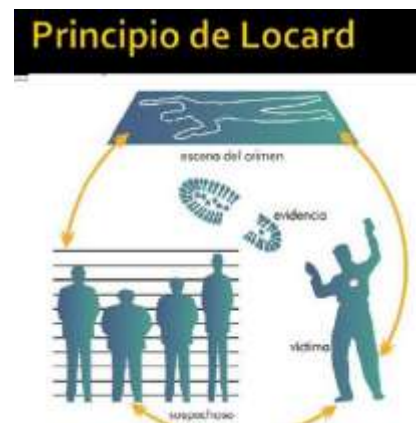 Principio de Locard
escena del crimen
evidencia
víctima
sospechoso